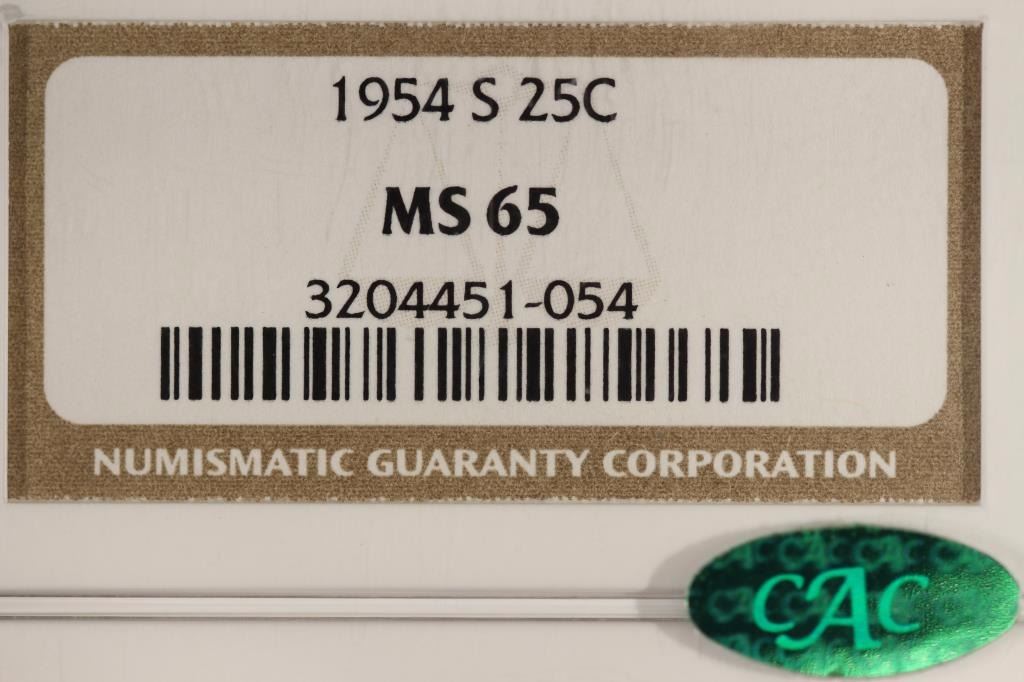 1954 S 25C
MS 65
3204451-054
NUMISMATIC GUARANTY CORPORATION
CAC